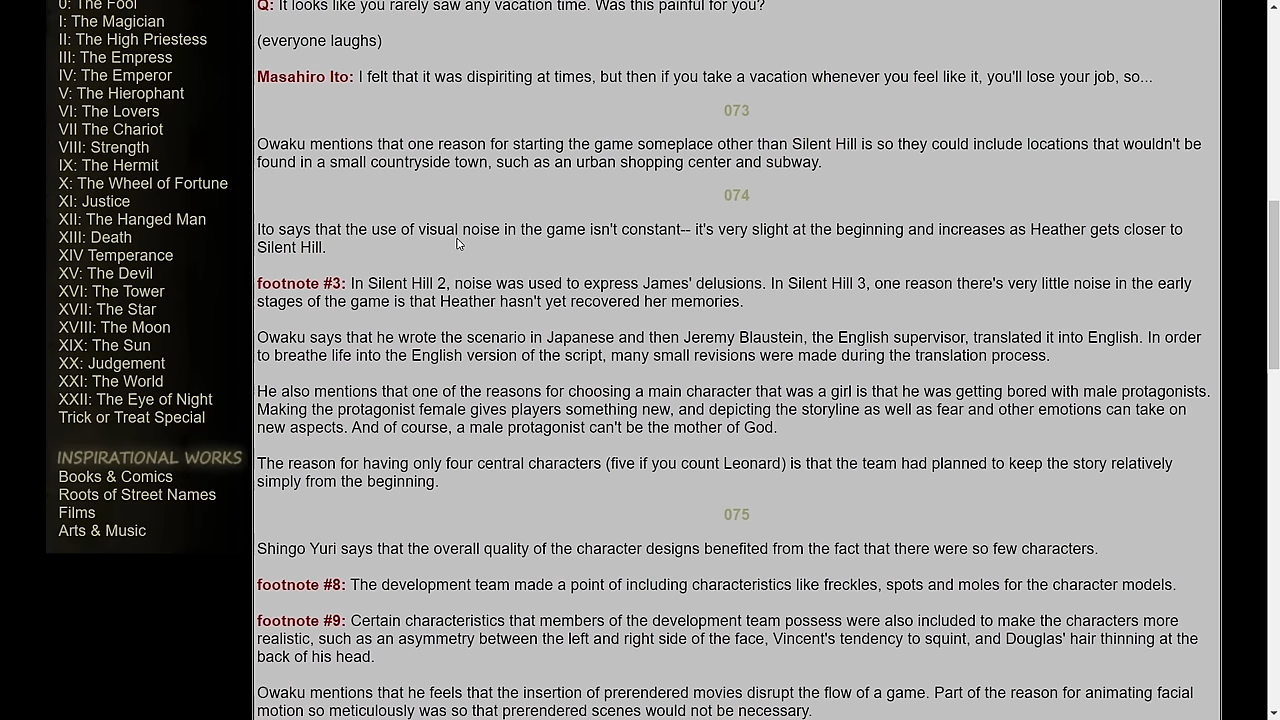 0: The Fool
I: The Magician
II: The High Priestess
III: The Empress
IV: The Emperor
V: The Hierophant
VI: The Lovers
VII The Chariot
VIII: Strength
IX: The Hermit
X: The Wheel of Fortune
XI: Justice
XII: The Hanged Man
XIII: Death
XIV Temperance
XV: The Devil
XVI: The Tower
XVII: The Star
XVIII: The Moon
XIX: The Sun
XX: Judgement
XXI: The World
XXII: The Eye of Night
Trick or Treat Special
INSPIRATIONAL WORKS
Books & Comics
Roots of Street Names
Films
Arts & Music
Q: It looks like you rarely saw any vacation time. Was this painful for you?
(everyone laughs)
Masahiro Ito: I felt that it was dispiriting at times, but then if you take a vacation whenever you feel like it, you'll lose your job, so...
073
Owaku mentions that one reason for starting the game someplace other than Silent Hill is so they could include locations that wouldn't be
found in a small countryside town, such as an urban shopping center and subway.
074
Ito says that the use of visual noise in the game isn't constant-- it's very slight at the beginning and increases as Heather gets closer to
Silent Hill.
footnote #3: In Silent Hill 2, noise was used to express James' delusions. In Silent Hill 3, one reason there's very little noise in the early
stages of the game is that Heather hasn't yet recovered her memories.
Owaku says that he wrote the scenario in Japanese and then Jeremy Blaustein, the English supervisor, translated it into English. In order
to breathe life into the English version of the script, many small revisions were made during the translation process.
He also mentions that one of the reasons for choosing a main character that was a girl is that he was getting bored with male protagonists.
Making the protagonist female gives players something new, and depicting the storyline as well as fear and other emotions can take on
new aspects. And of course, a male protagonist can't be the mother of God.
The reason for having only four central characters (five if you count Leonard) is that the team had planned to keep the story relatively
simply from the beginning.
075
Shingo Yuri says that the overall quality of the character designs benefited from the fact that there were so few characters.
footnote #8: The development team made a point of including characteristics like freckles, spots and moles for the character models.
footnote #9: Certain characteristics that members of the development team possess were also included to make the characters more
realistic, such as an asymmetry between the left and right side of the face, Vincent's tendency to squint, and Douglas' hair thinning at the
back of his head.
Owaku mentions that he feels that the insertion of prerendered movies disrupt the flow of a game. Part of the reason for animating facial
motion so meticulously was so that prerendered scenes would not be necessary.